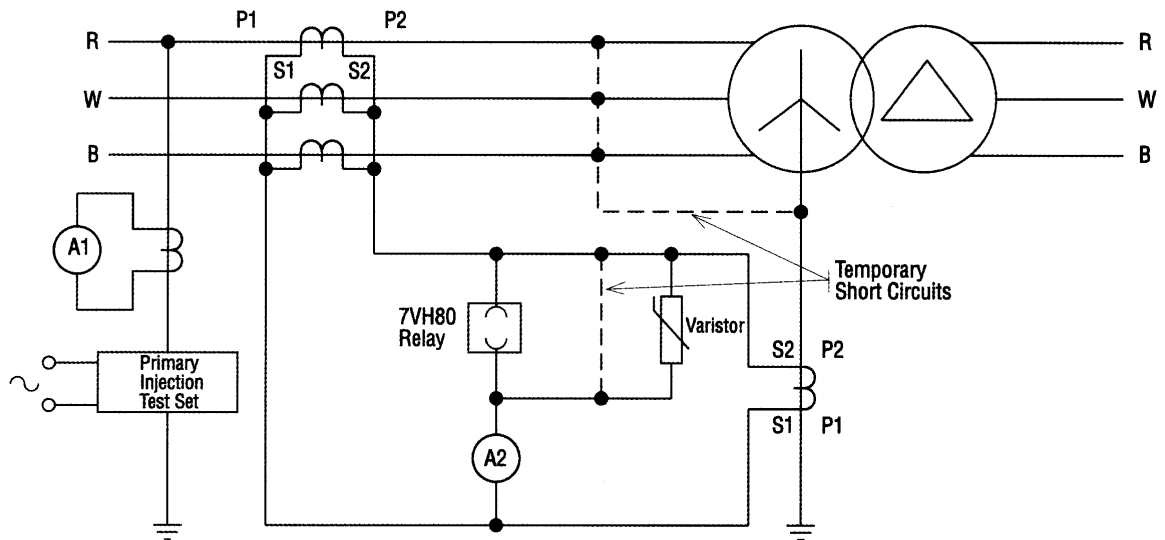 P1
P2
R
R
S1
S2
W
W
B
B
A1
Temporary
Short Circuits
7VH80
Relay
Varistor
Primary
Injection
Test Set
S2
P2
S1
P1
A2